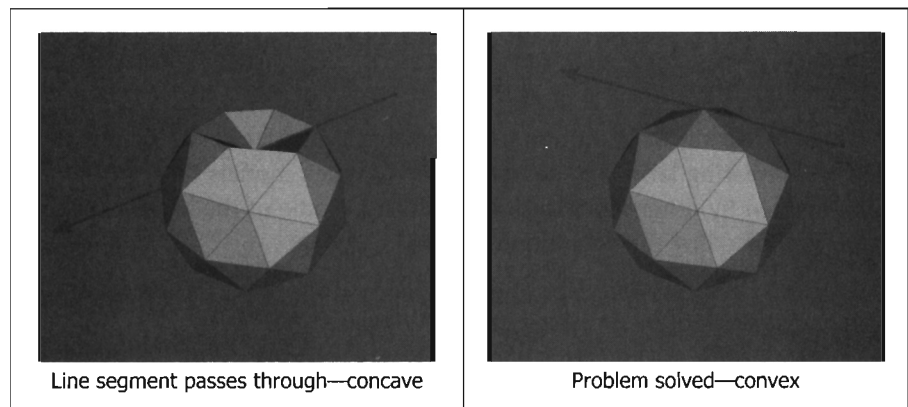 Line segment passes through—concave
Problem solved—convex